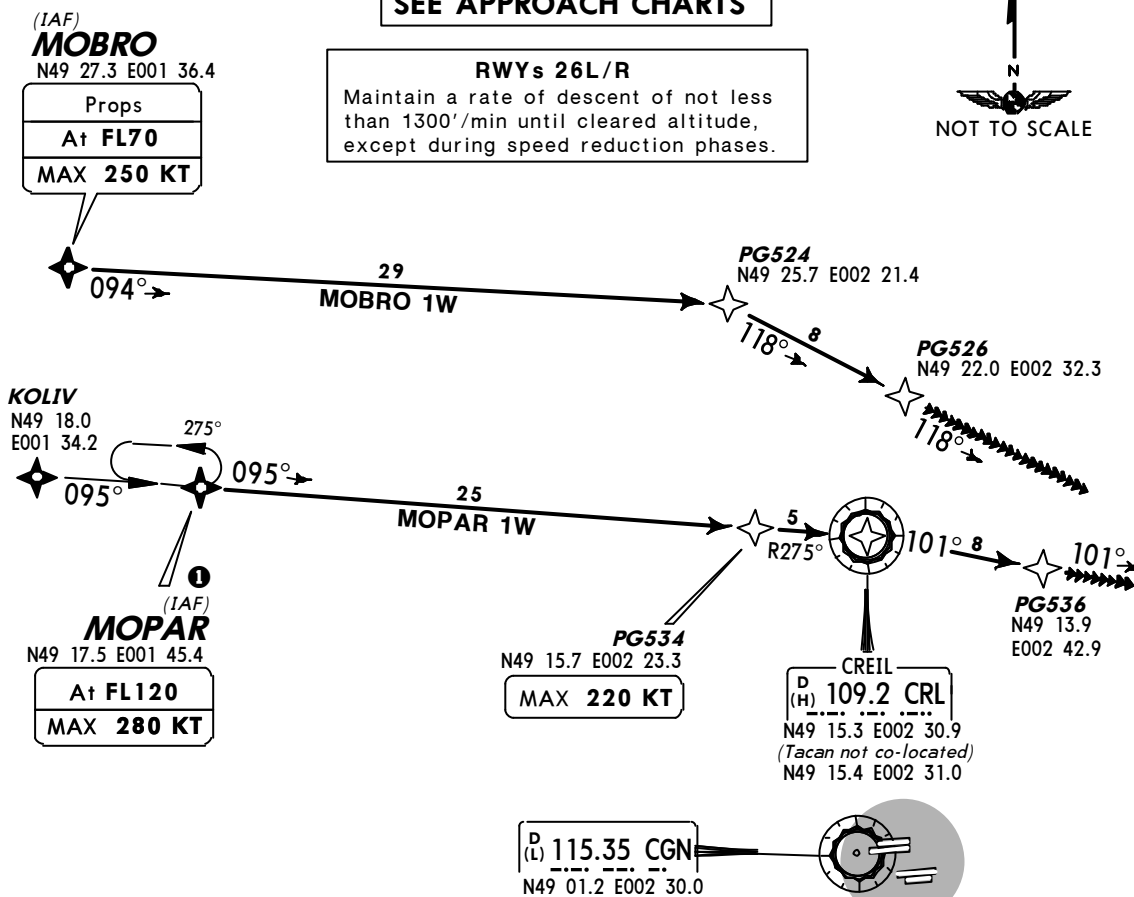 SEE APPROACH CHARTS
(IAF)
MOBRO
N49 27.3 E001 36.4
Props
At FL70
MAX 250 KT
RWYs 26L/R
Maintain a rate of descent of not less
than 1300'/min until cleared altitude,
except during speed reduction phases.
N
NOT TO SCALE
094°
29
MOBRO 1W
PG524
N49 25.7 E002 21.4
118°
8
PG526
N49 22.0 E002 32.3
118°
KOLIV
N49 18.0
E001 34.2
095°
275°
095°
25
MOPAR 1W
5
R275°
101°
8
101°
1
(IAF)
MOPAR
N49 17.5 E001 45.4
At FL120
MAX 280 KT
PG534
N49 15.7 E002 23.3
MAX 220 KT
PG536
N49 13.9
E002 42.9
CREIL
D
(H) 109.2 CRL
N49 15.3 E002 30.9
(Tacan not co-located)
N49 15.4 E002 31.0
D
(L) 115.35 CGN
N49 01.2 E002 30.0